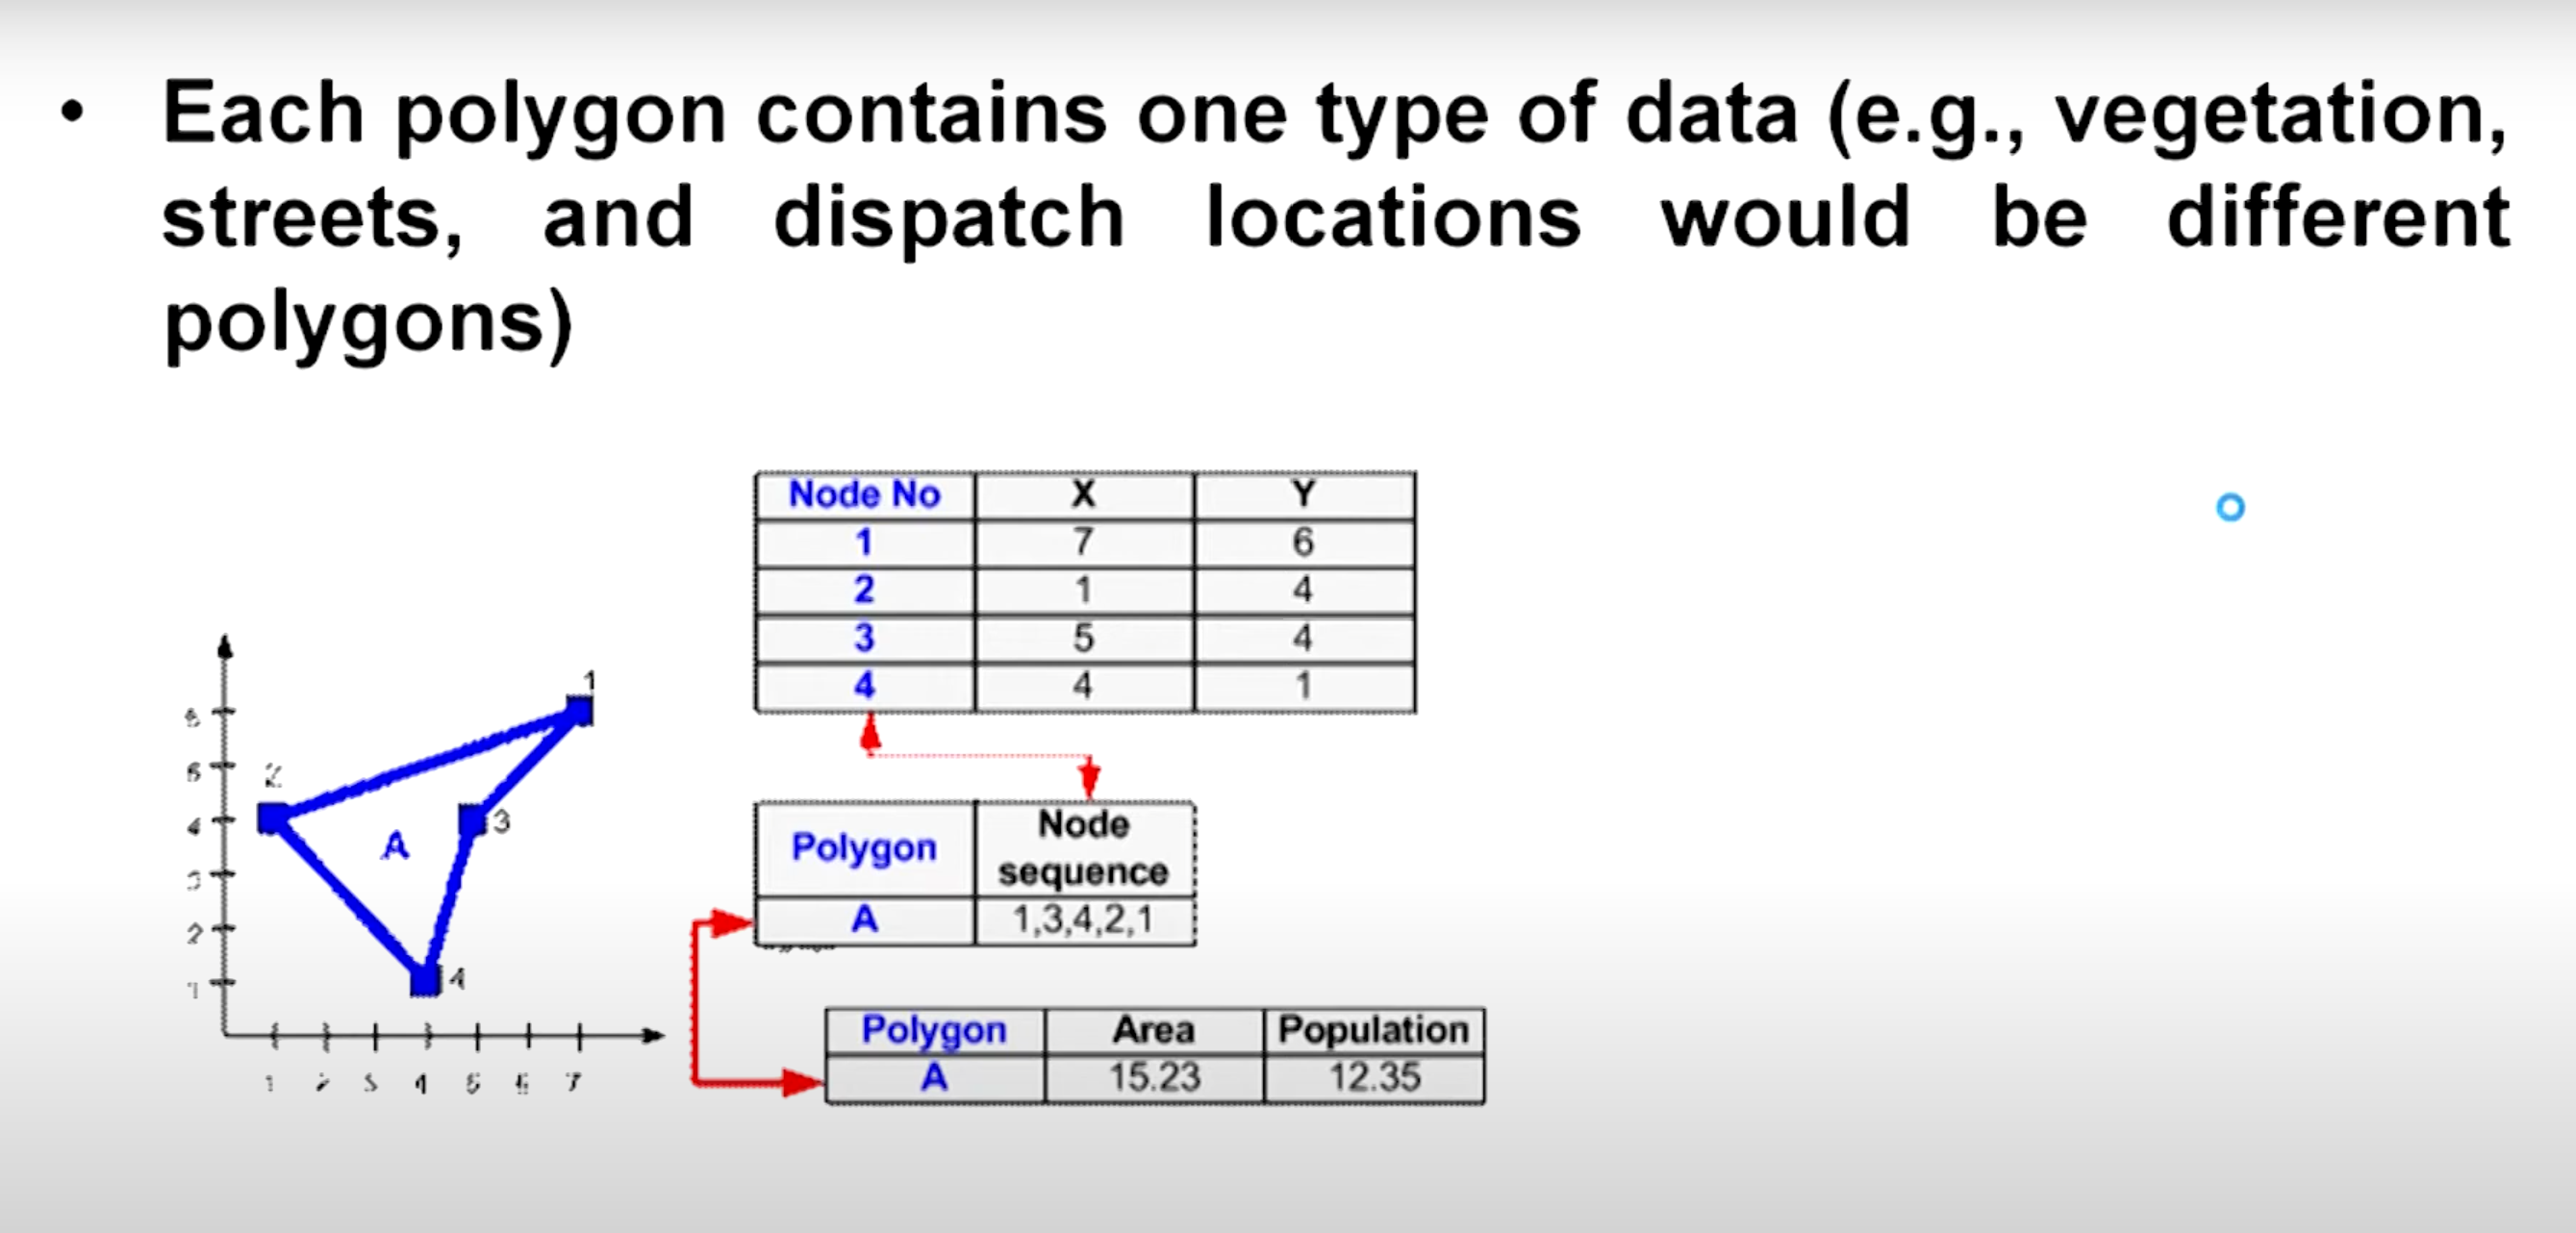 • Each polygon contains one type of data (e.g., vegetation,
streets, and dispatch locations would be different
polygons)
Node No X Y
1 7 6
2 1 4
3 5 4
4 4 1
1
6
5
2
4
3
A
3
2
4
1
1 2 3 4 5 6 7
Polygon Node
sequence
A 1,3,4,2,1
Polygon Area Population
A 15.23 12.35